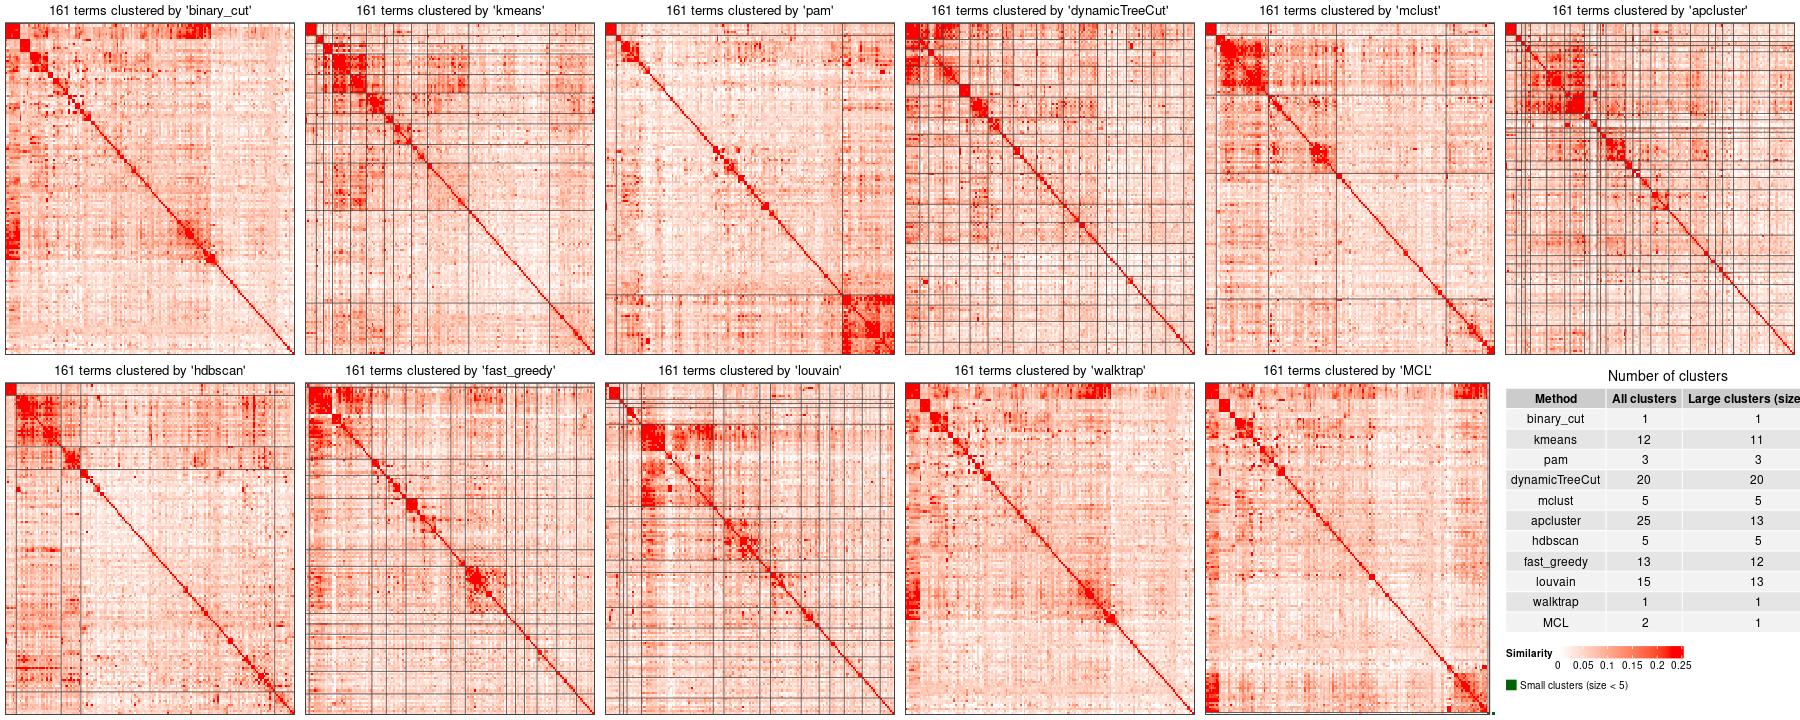 161 terms clustered by 'binary_cut'
161 terms clustered by 'kmeans'
161 terms clustered by 'pam'
161 terms clustered by 'dynamicTreeCut'
161 terms clustered by 'mclust'
161 terms clustered by 'apcluster'
161 terms clustered by 'hdbscan'
161 terms clustered by 'fast_greedy'
161 terms clustered by 'louvain'
161 terms clustered by 'walktrap'
161 terms clustered by 'MCL'
Number of clusters
Method All clusters Large clusters (size
binary_cut 1 1
kmeans 12 11
pam 3 3
dynamicTreeCut 20 20
mclust 5 5
apcluster 25 13
hdbscan 5 5
fast_greedy 13 12
louvain 15 13
walktrap 1 1
MCL 2 1
Similarity
0 0.05 0.1 0.15 0.2 0.25
Small clusters (size < 5)